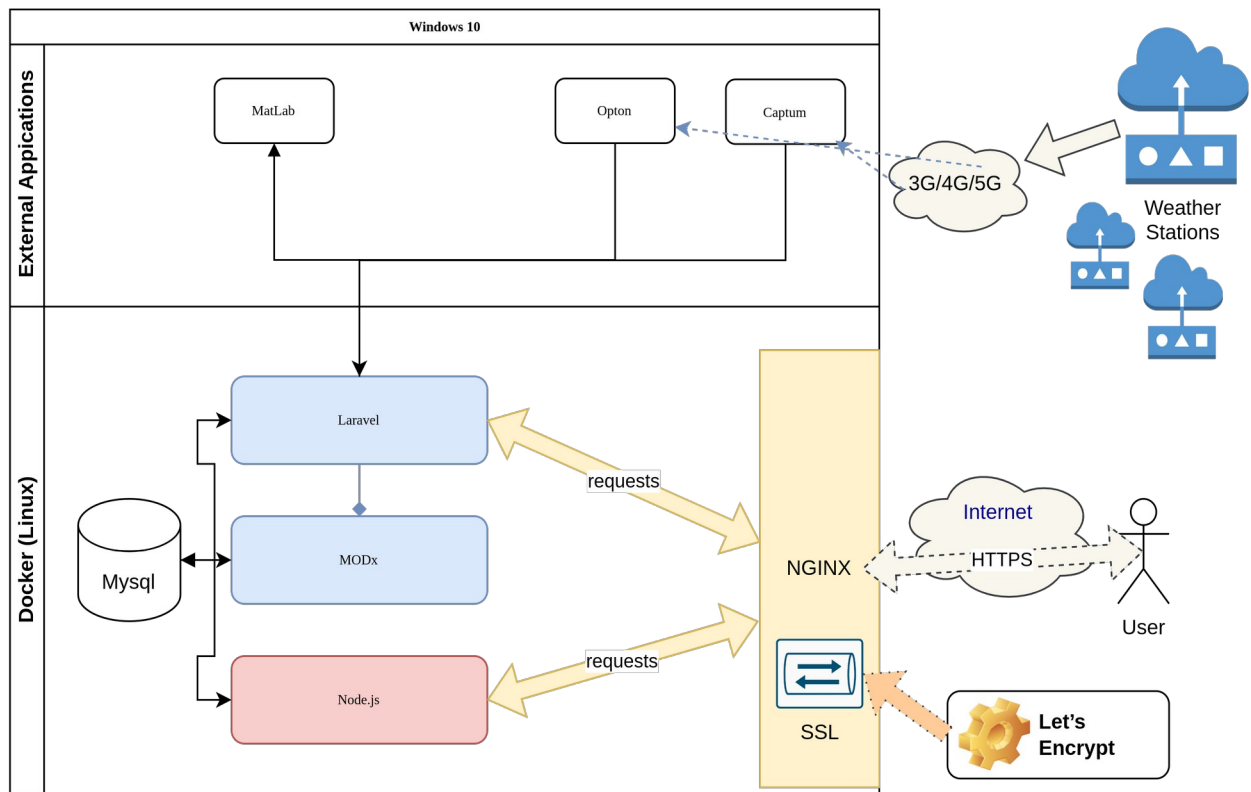 Windows 10
External Appications
MatLab
Opton
Captum
3G/4G/5G
Weather
Stations
Docker (Linux)
Laravel
requests
Mysql
MODx
NGINX
Internet
HTTPS
User
Node.js
requests
SSL
Let's
Encrypt